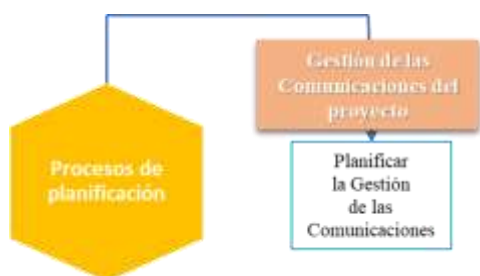 Gestión de las
Comunicaciones del
proyecto
Procesos de
planificación
Planificar
la Gestión
de las
Comunicaciones